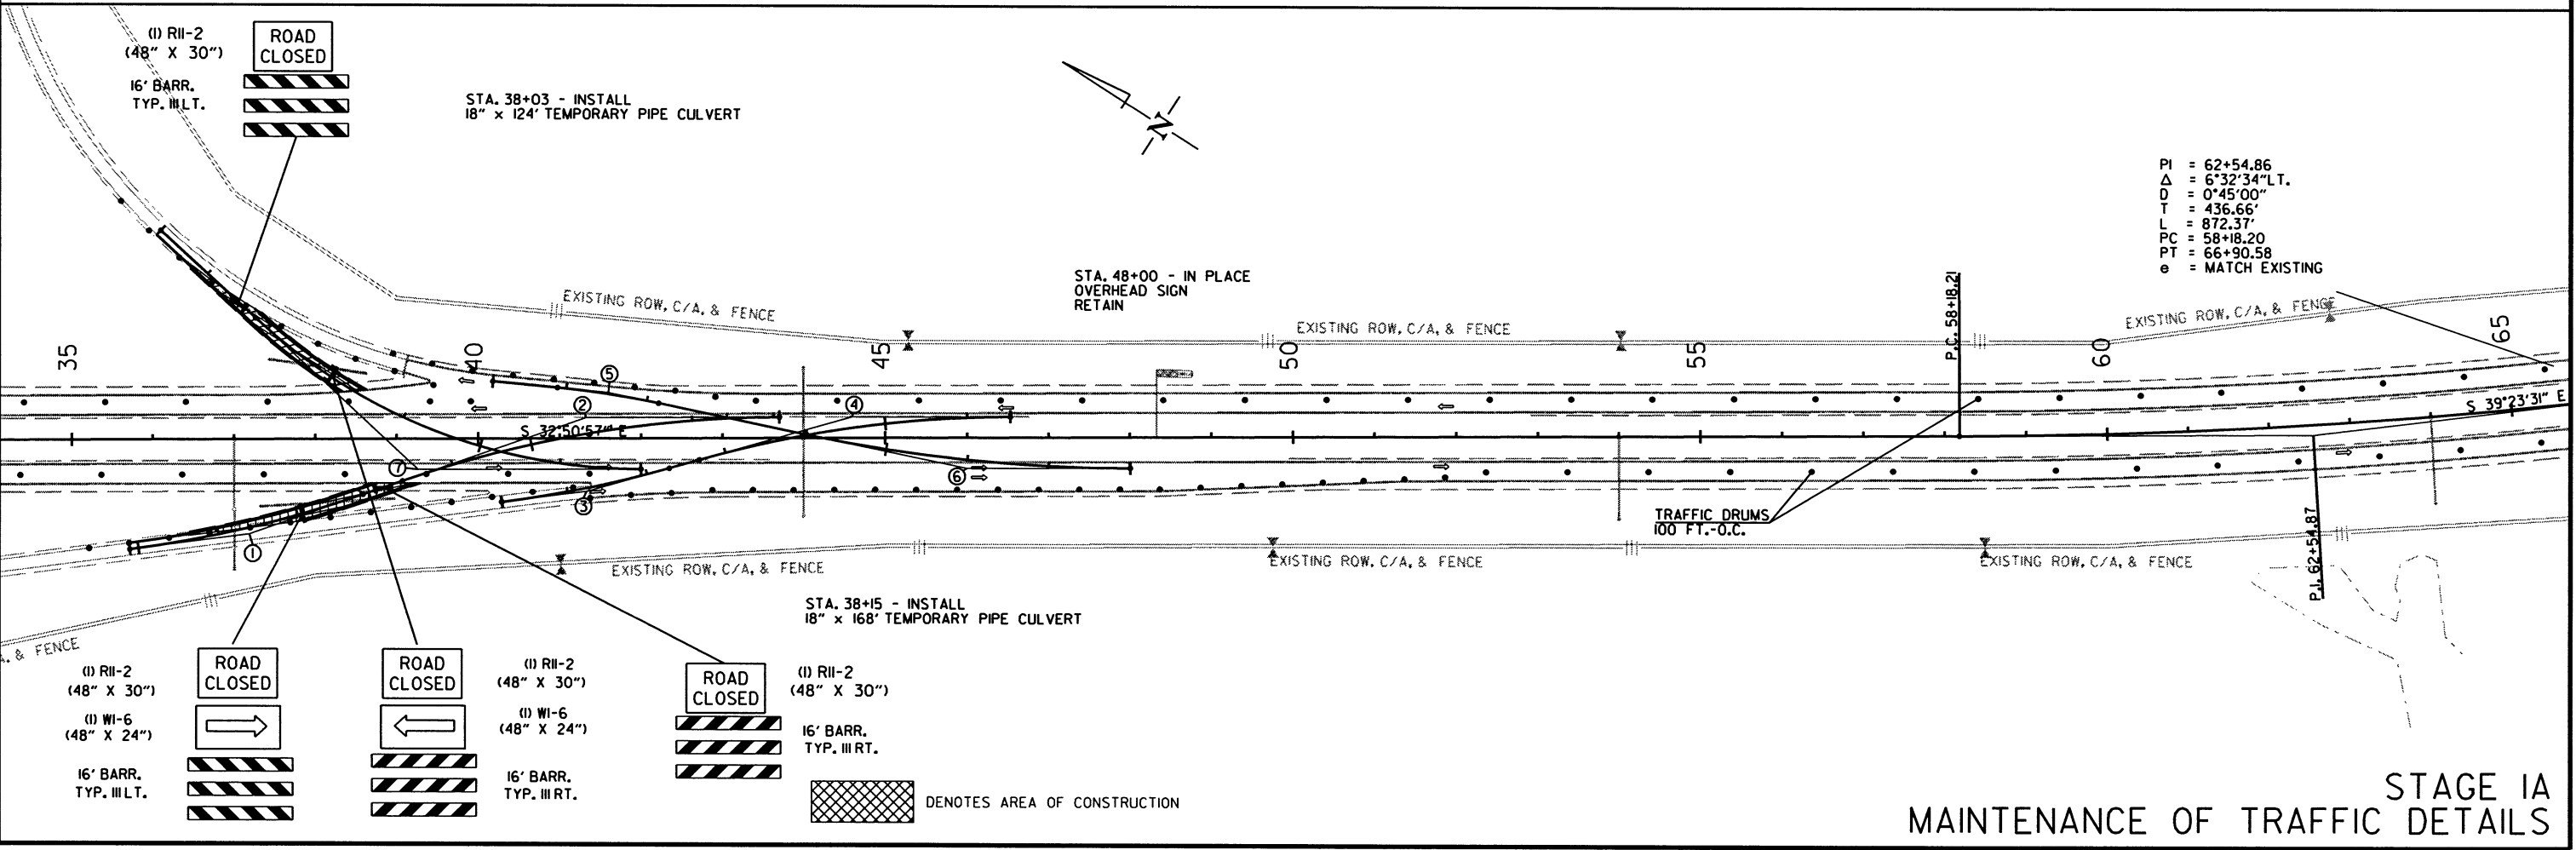 (1) R11-2
(48" X 30")
16' BARR.
TYP. III LT.
ROAD
CLOSED
STA. 38+03 - INSTALL
18" x 124' TEMPORARY PIPE CULVERT
N
PI = 62+54.86
Δ = 6°32'34"LT.
D = 0°45'00"
T = 436.66'
L = 872.37'
PC = 58+18.20
PT = 66+90.58
e = MATCH EXISTING
STA. 48+00 - IN PLACE
OVERHEAD SIGN
RETAIN
EXISTING ROW, C/A, & FENCE
EXISTING ROW, C/A, & FENCE
EXISTING ROW, C/A, & FENCE
P.C. 58+18.21
35
40
45
50
55
60
65
5
2
4
S 32°50'57" E
S 39°23'31" E
7
6
3
1
TRAFFIC DRUMS
100 FT.-O.C.
P.I. 62+54.87
EXISTING ROW, C/A, & FENCE
EXISTING ROW, C/A, & FENCE
EXISTING ROW, C/A, & FENCE
& FENCE
STA. 38+15 - INSTALL
18" x 168' TEMPORARY PIPE CULVERT
(1) R11-2
(48" X 30")
(1) W1-6
(48" X 24")
16' BARR.
TYP. III LT.
ROAD
CLOSED
ROAD
CLOSED
(1) R11-2
(48" X 30")
(1) W1-6
(48" X 24")
16' BARR.
TYP. III RT.
ROAD
CLOSED
(1) R11-2
(48" X 30")
16' BARR.
TYP. III RT.
DENOTES AREA OF CONSTRUCTION
STAGE 1A
MAINTENANCE OF TRAFFIC DETAILS